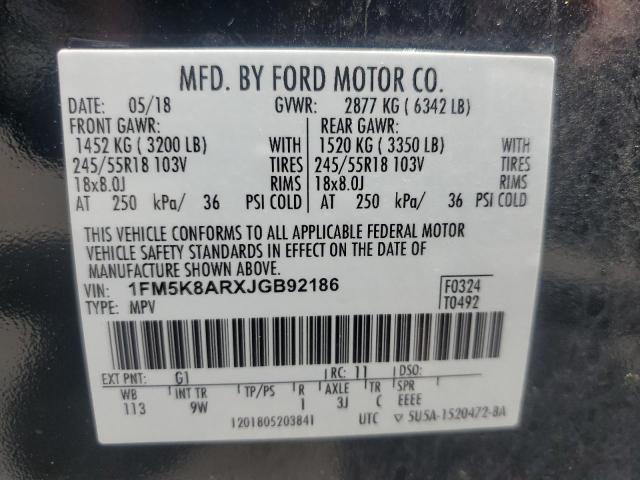 MFD. BY FORD MOTOR CO.
DATE: 05/18 GVWR: 2877 KG ( 6342 LB)
FRONT GAWR: REAR GAWR:
1452 KG ( 3200 LB) WITH 1520 KG ( 3350 LB) WITH
245/55R18 103V TIRES 245/55R18 103V TIRES
18x8.0J RIMS 18x8.0J RIMS
AT 250 kPa/ 36 PSI COLD AT 250 kPa/ 36 PSI COLD
THIS VEHICLE CONFORMS TO ALL APPLICABLE FEDERAL MOTOR
VEHICLE SAFETY STANDARDS IN EFFECT ON THE DATE OF
MANUFACTURE SHOWN ABOVE.
VIN: 1FM5K8ARXJGB92186 F0324
TYPE: MPV T0492
EXT PNT: G1 RC: 11 DSO:
WB INT TR TP/PS R AXLE TR SPR
113 9W 1 3J C EEEE
1201805203841 UTC ▽ 5U5A-1520472-BA